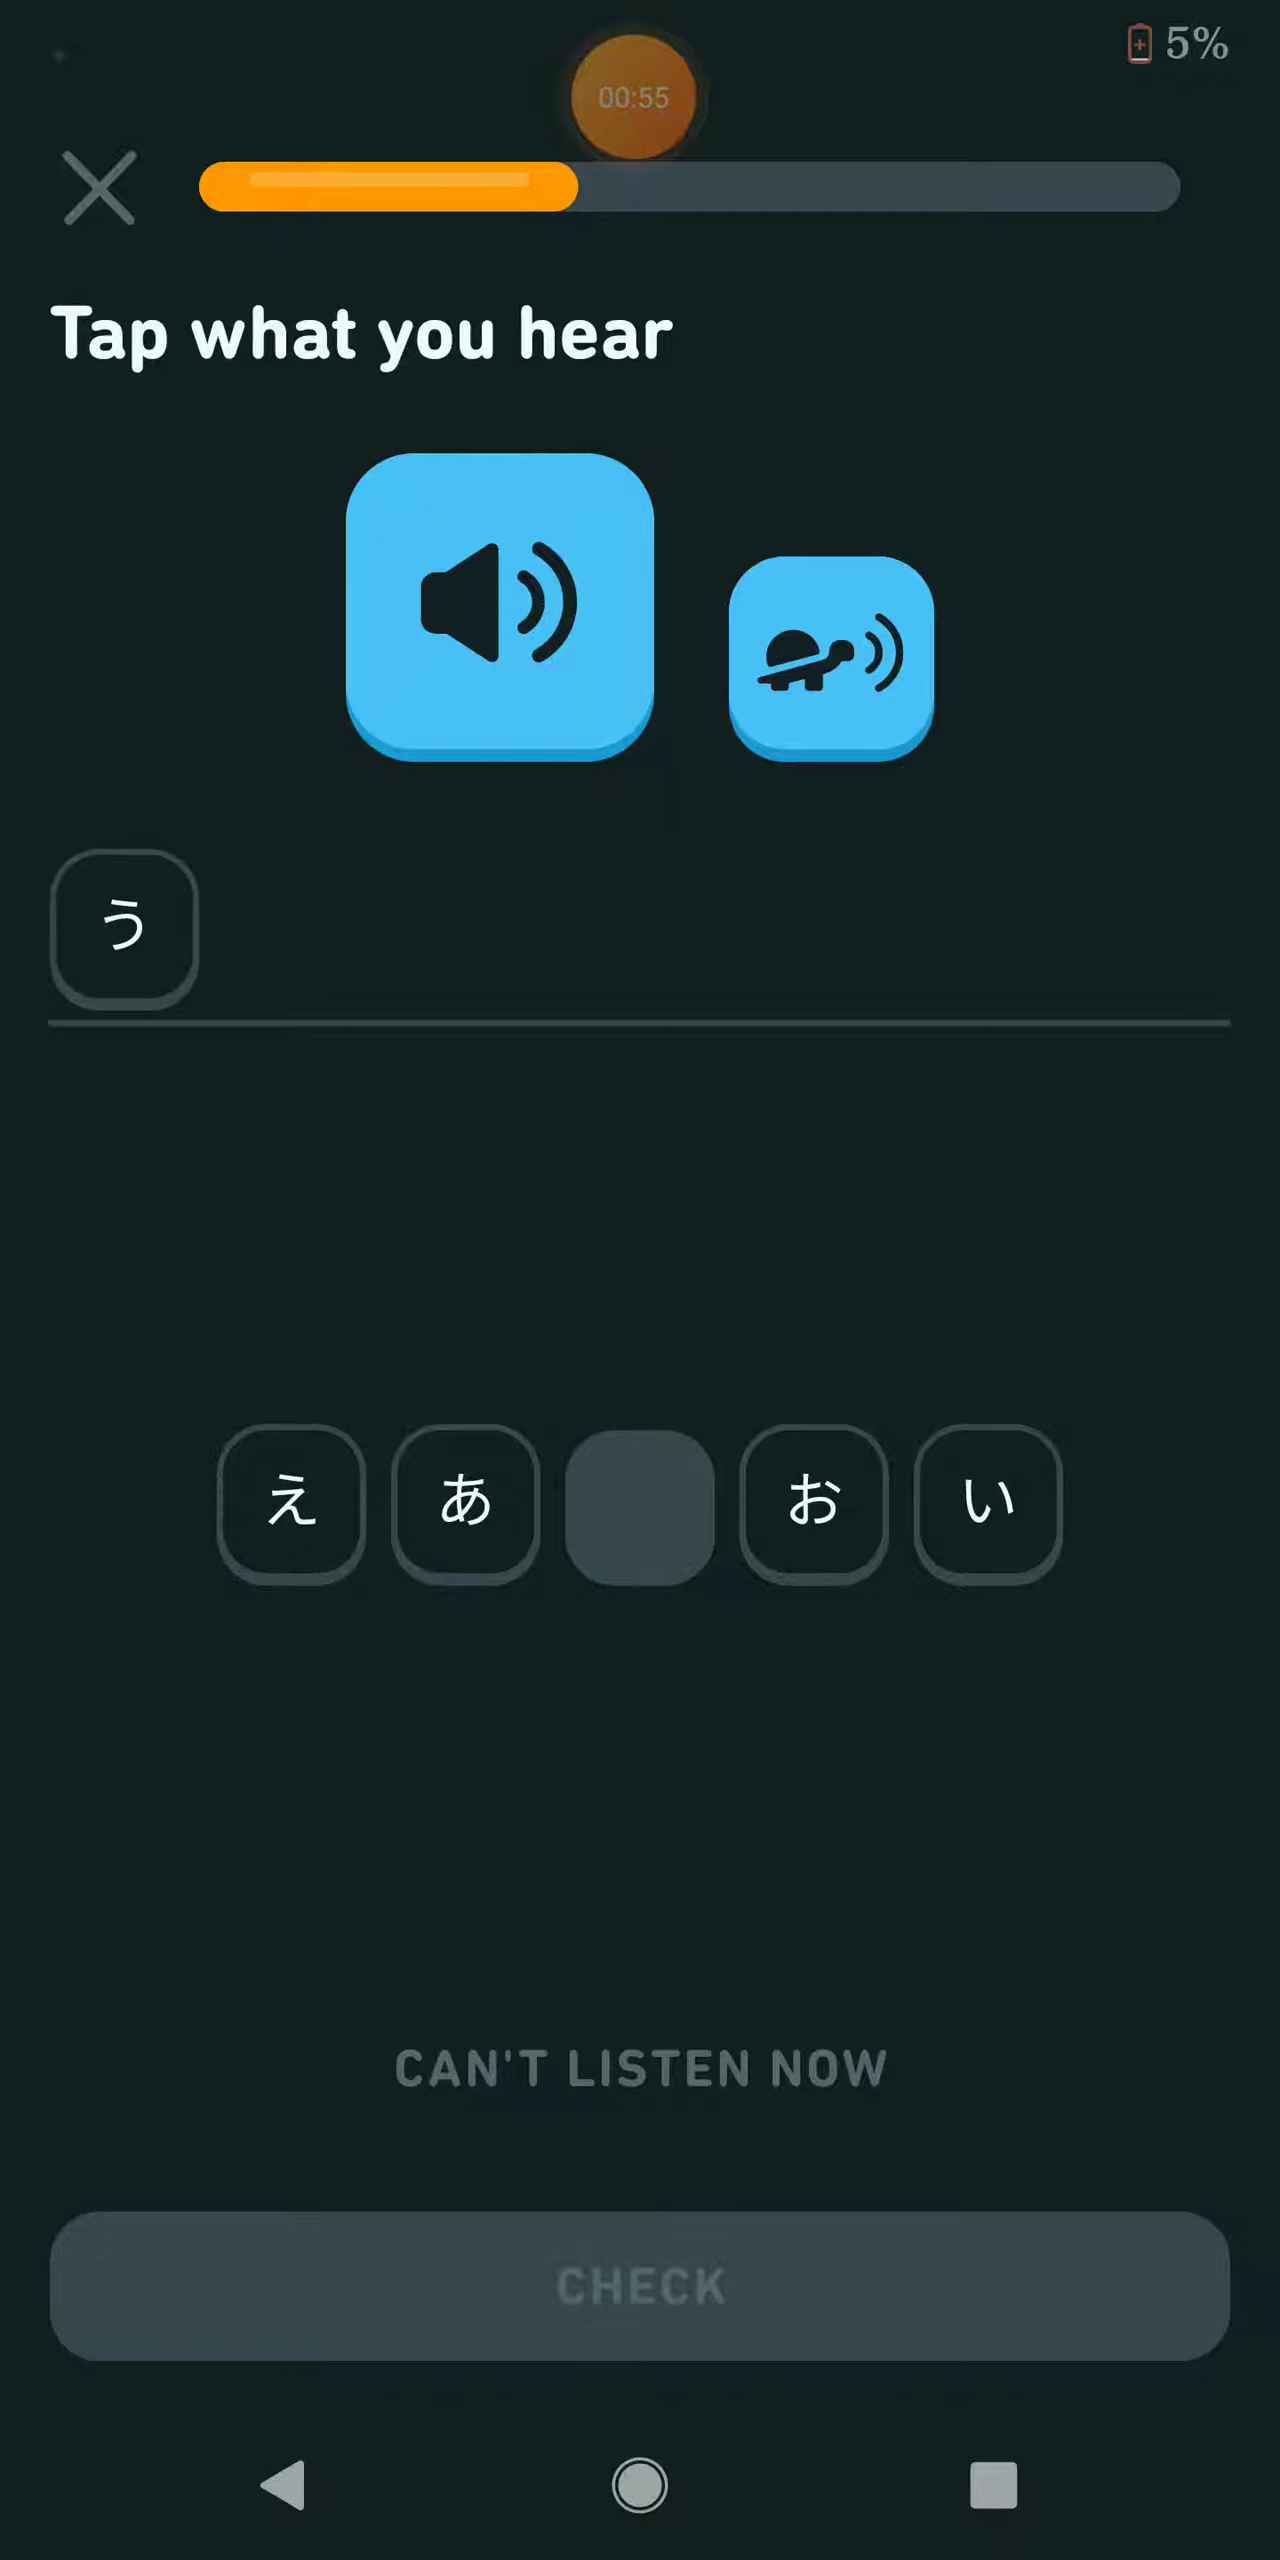 5%
00:55
Tap what you hear
う
え あ お い
CAN'T LISTEN NOW
CHECK